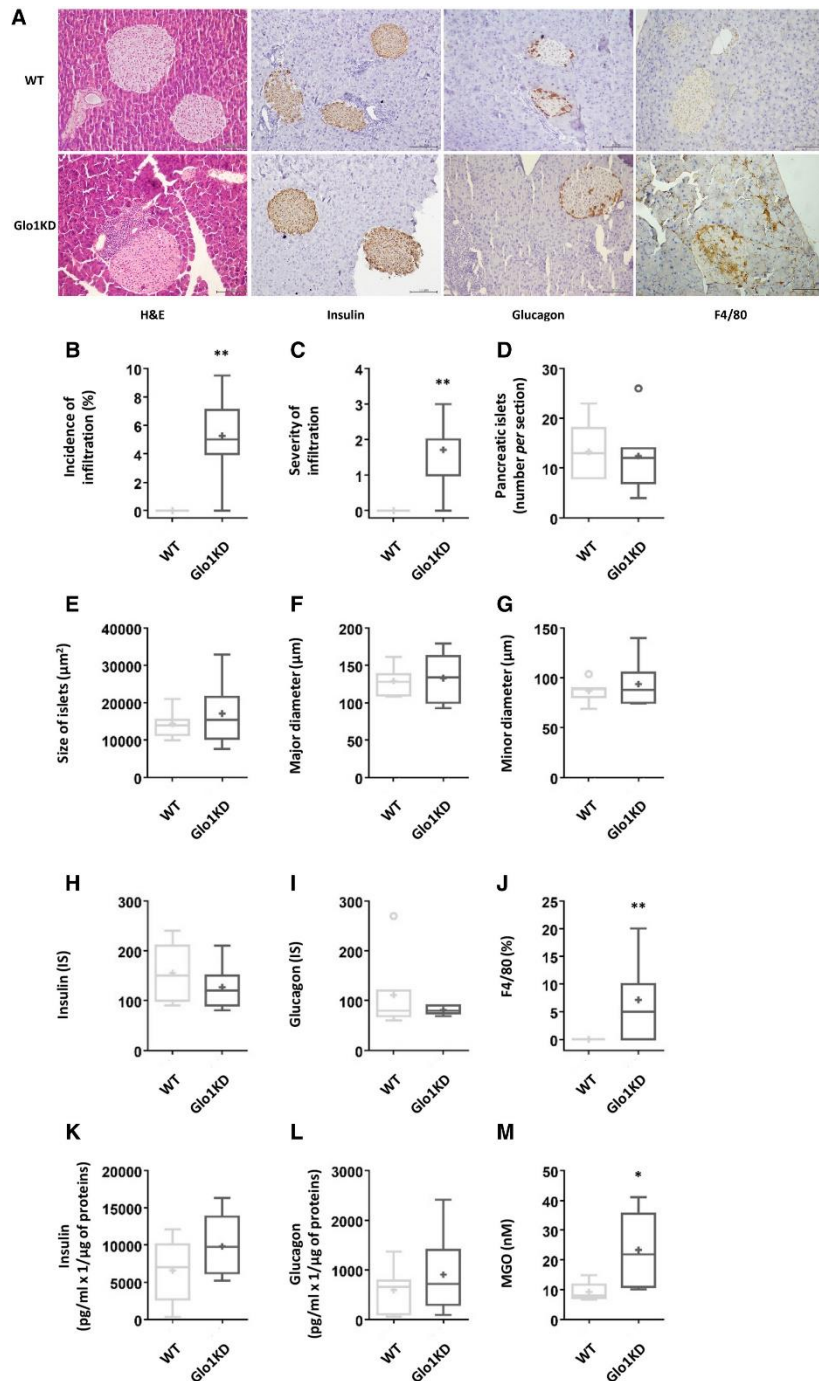 A
WT
Glo1KD
H&E Insulin Glucagon F4/80
B
Incidence of
infiltration (%)
10
8
6
4
2
0
**
WT
Glo1KD
C
Severity of
infiltration
4
3
2
1
0
**
WT
Glo1KD
D
Pancreatic islets
(number per section)
30
20
10
0
WT
Glo1KD
E
Size of islets (µm²)
40000
30000
20000
10000
0
WT
Glo1KD
F
Major diameter (µm)
200
150
100
50
0
WT
Glo1KD
G
Minor diameter (µm)
150
100
50
0
WT
Glo1KD
H
Insulin (IS)
300
200
100
0
WT
Glo1KD
I
Glucagon (IS)
300
200
100
0
WT
Glo1KD
J
F4/80 (%)
25
20
15
10
5
0
**
WT
Glo1KD
K
Insulin
(pg/ml x 1/µg of proteins)
20000
15000
10000
5000
0
WT
Glo1KD
L
Glucagon
(pg/ml x 1/µg of proteins)
3000
2000
1000
0
WT
Glo1KD
M
MGO (nM)
50
40
30
20
10
0
*
WT
Glo1KD